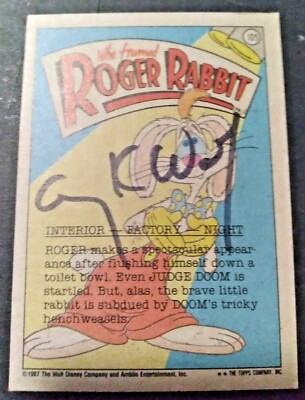 Who framed
ROGER RABBIT
INTERIOR — FACTORY — NIGHT
ROGER makes a spectacular appear-
ance after flushing himself down a
toilet bowl. Even JUDGE DOOM is
startled. But, alas, the brave little
rabbit is subdued by DOOM's tricky
henchweasels.
©1987 The Walt Disney Company and Amblin Entertainment, Inc.
THE TOPPS COMPANY, INC.